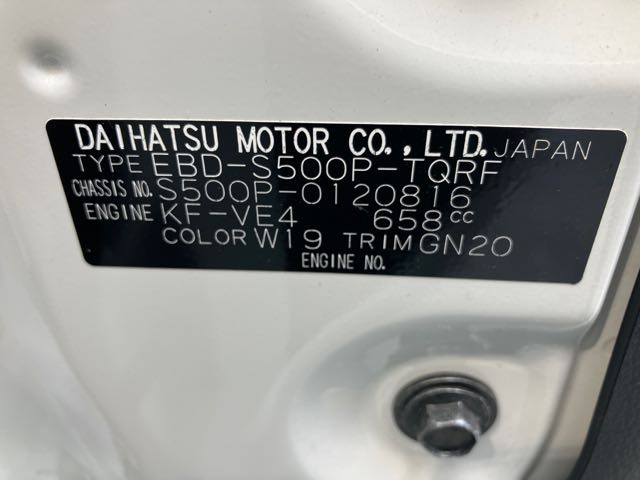 DAIHATSU MOTOR CO.,LTD. JAPAN
TYPE EBD-S500P-TQRF
CHASSIS NO. S500P-0120816
ENGINE KF-VE4 658cc
COLOR W19 TRIM GN20
ENGINE NO.